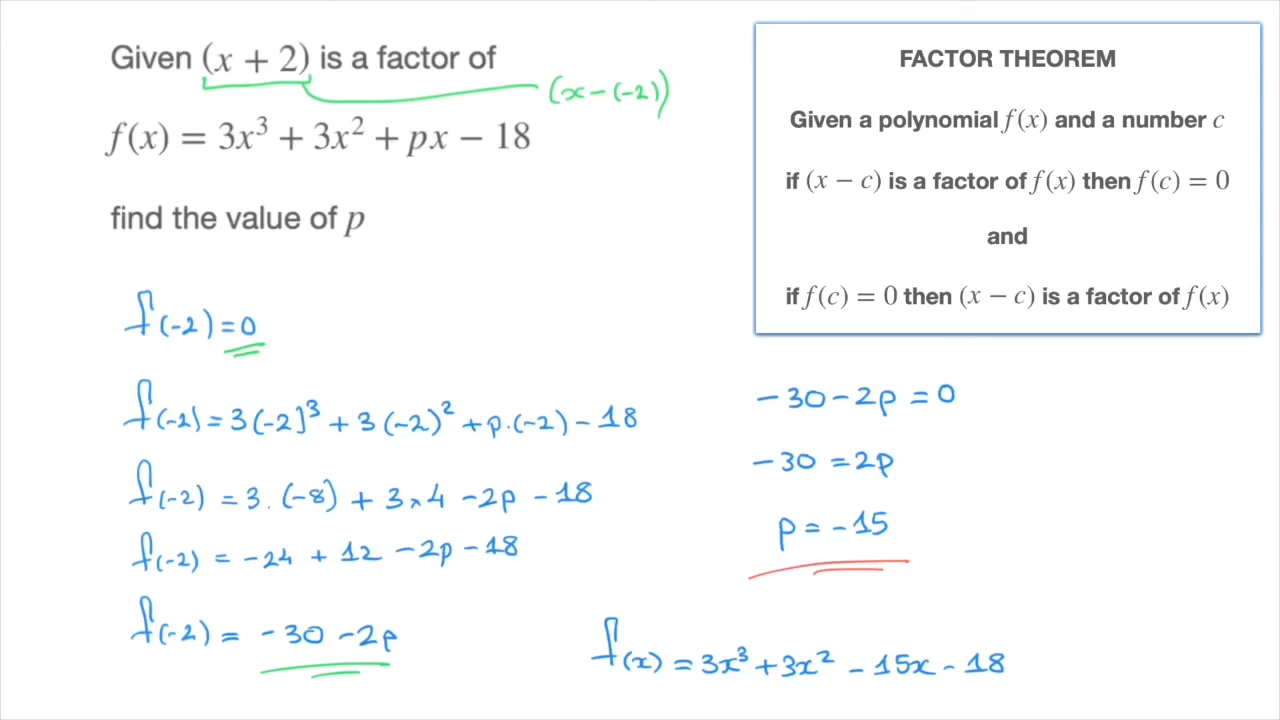 Given (x + 2) is a factor of
(x - (-2))
f(x) = 3x³ + 3x² + px − 18
find the value of p
FACTOR THEOREM
Given a polynomial f(x) and a number c
if (x − c) is a factor of f(x) then f(c) = 0
and
if f(c) = 0 then (x − c) is a factor of f(x)
f(-2) = 0
f(-2) = 3(-2]³ + 3(-2)² + p·(-2) - 18
f(-2) = 3.(-8) + 3×4 - 2p - 18
f(-2) = -24 + 12 - 2p - 18
f(-2) = -30 - 2p
-30 - 2p = 0
-30 = 2p
p = -15
f(x) = 3x³ + 3x² - 15x - 18